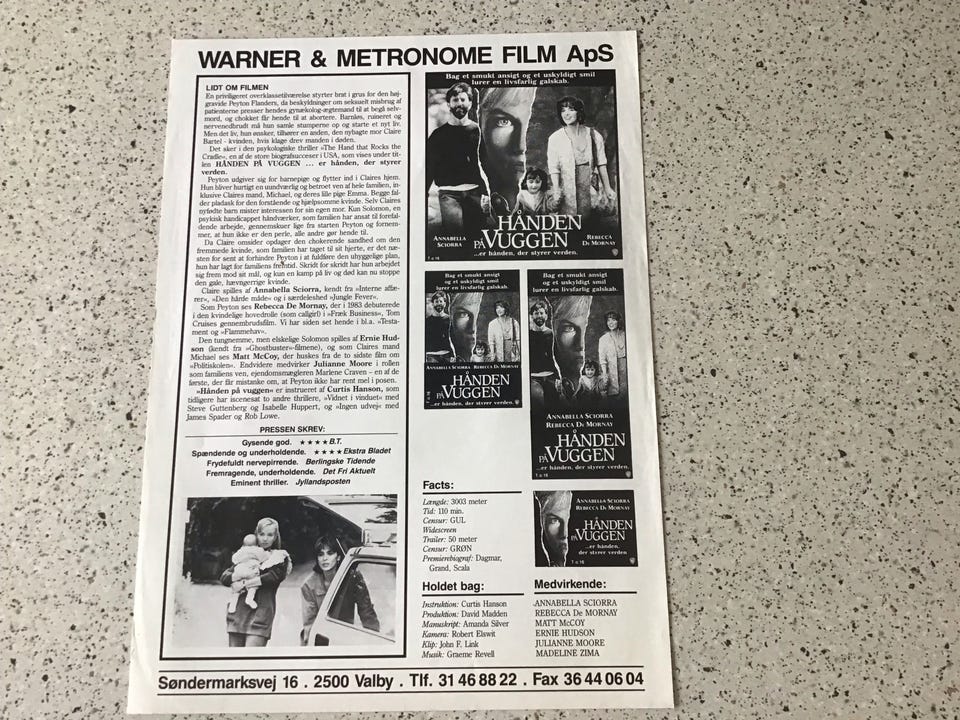 WARNER & METRONOME FILM ApS
LIDT OM FILMEN
En priviligeret overklassetilværelse styrter brat i grus for den høj-
gravide Peyton Flanders, da beskyldninger om seksuelt misbrug af
patienterne presser hendes gynækolog-ægtemand til at begå selv-
mord, og chokket får hende til at abortere. Barnløs, ruineret og
nervenedbrudt må hun samle stumperne op og starte et nyt liv.
Men det liv, hun ønsker, tilhører en anden, den nybagte mor Claire
Bartel - kvinden, hvis klage drev manden i døden.
Det sker i den psykologiske thriller »The Hand that Rocks the
Cradle«, en af de store biografsucceser i USA, som vises under tit-
len HÅNDEN PÅ VUGGEN ... er hånden, der styrer
verden.
Peyton udgiver sig for barnepige og flytter ind i Claires hjem.
Hun bliver hurtigt en uundværlig og betroet ven af hele familien, in-
klusive Claires mand, Michael, og deres lille pige Emma. Begge fal-
der pladask for den forstående og hjælpsomme kvinde. Selv Claires
nyfødte barn mister interessen for sin egen mor. Kun Solomon, en
psykisk handicappet håndværker, som familien har ansat til forefal-
dende arbejde, gennemskuer lige fra starten Peyton og fornem-
mer, at hun ikke er den perle, alle andre gør hende til.
Da Claire omsider opdager den chokerende sandhed om den
fremmede kvinde, som familien har taget til sit hjerte, er det næ-
sten for sent at forhindre Peyton i at fuldføre den uhyggelige plan,
hun har lagt for familiens fremtid. Skridt for skridt har hun arbejdet
sig frem mod sit mål, og kun en kamp på liv og død kan nu stoppe
den gale, hævngerrige kvinde.
Claire spilles af Annabella Sciorra, kendt fra »Interne affæ-
rer«, »Den hårde måde« og i særdeleshed »Jungle Fever«.
Som Peyton ses Rebecca De Mornay, der i 1983 debuterede
i den kvindelige hovedrolle (som callgirl) i »Fræk Business«, Tom
Cruises gennembrudsfilm. Vi har siden set hende i bl.a. »Testa-
ment og »Flammehav«.
Den tungnemme, men elskelige Solomon spilles af Ernie Hud-
son (kendt fra »Ghostbuster«-filmene), og som Claires mand
Michael ses Matt McCoy, der huskes fra de to sidste film om
»Politiskolen«. Endvidere medvirker Julianne Moore i rollen
som familiens ven, ejendomsmægleren Marlene Craven – en af de
første, der får mistanke om, at Peyton ikke har rent mel i posen.
»Hånden på vuggen« er instrueret af Curtis Hanson, som
tidligere har iscenesat to andre thrillere, »Vidnet i vinduet« med
Steve Guttenberg og Isabelle Huppert, og »Ingen udvej« med
James Spader og Rob Lowe.
PRESSEN SKREV:
Gysende god. ★★★★ B.T.
Spændende og underholdende. ★★★★ Ekstra Bladet
Frydefuldt nervepirrende. Berlingske Tidende
Fremragende, underholdende. Det Fri Aktuelt
Eminent thriller. Jyllandsposten
Bag et smukt ansigt og et uskyldigt smil
lurer en livsfarlig galskab.
ANNABELLA
SCIORRA
HÅNDEN
PÅ VUGGEN
REBECCA
DE MORNAY
...er hånden, der styrer verden.
Bag et smukt ansigt
og et uskyldigt smil
lurer en livsfarlig galskab.
ANNABELLA SCIORRA REBECCA DE MORNAY
HÅNDEN
PÅ VUGGEN
...er hånden, der styrer verden.
Bag et smukt ansigt
og et uskyldigt smil
lurer en livsfarlig galskab.
ANNABELLA SCIORRA
REBECCA DE MORNAY
HÅNDEN
PÅ VUGGEN
...er hånden, der styrer verden.
ANNABELLA SCIORRA
REBECCA DE MORNAY
HÅNDEN
PÅ VUGGEN
...er hånden,
der styrer verden
Facts:
Længde: 3003 meter
Tid: 110 min.
Censur: GUL
Widescreen
Trailer: 50 meter
Censur: GRØN
Premierebiograf: Dagmar,
Grand, Scala
Holdet bag:
Instruktion: Curtis Hanson
Produktion: David Madden
Manuskript: Amanda Silver
Kamera: Robert Elswit
Klip: John F. Link
Musik: Graeme Revell
Medvirkende:
ANNABELLA SCIORRA
REBECCA De MORNAY
MATT McCOY
ERNIE HUDSON
JULIANNE MOORE
MADELINE ZIMA
Søndermarksvej 16 . 2500 Valby . Tlf. 31 46 88 22 . Fax 36 44 06 04